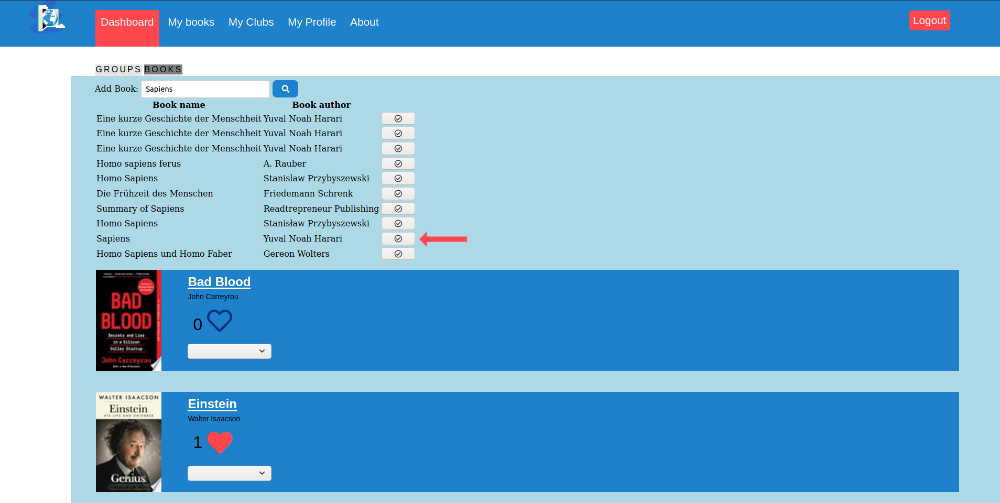 Dashboard My books My Clubs My Profile About Logout
GROUPS BOOKS
Add Book: Sapiens
Book name Book author
Eine kurze Geschichte der Menschheit Yuval Noah Harari
Eine kurze Geschichte der Menschheit Yuval Noah Harari
Eine kurze Geschichte der Menschheit Yuval Noah Harari
Homo sapiens ferus A. Rauber
Homo Sapiens Stanislaw Przybyszewski
Die Frühzeit des Menschen Friedemann Schrenk
Summary of Sapiens Readtrepreneur Publishing
Homo Sapiens Stanisław Przybyszewski
Sapiens Yuval Noah Harari
Homo Sapiens und Homo Faber Gereon Wolters
BAD
BLOOD
Secrets and Lies
in a Silicon
Valley Startup
John Carreyrou
Bad Blood
John Carreyrou
0
WALTER ISAACSON
Einstein
HIS LIFE AND UNIVERSE
Genius
Einstein
Walter Isaacson
1